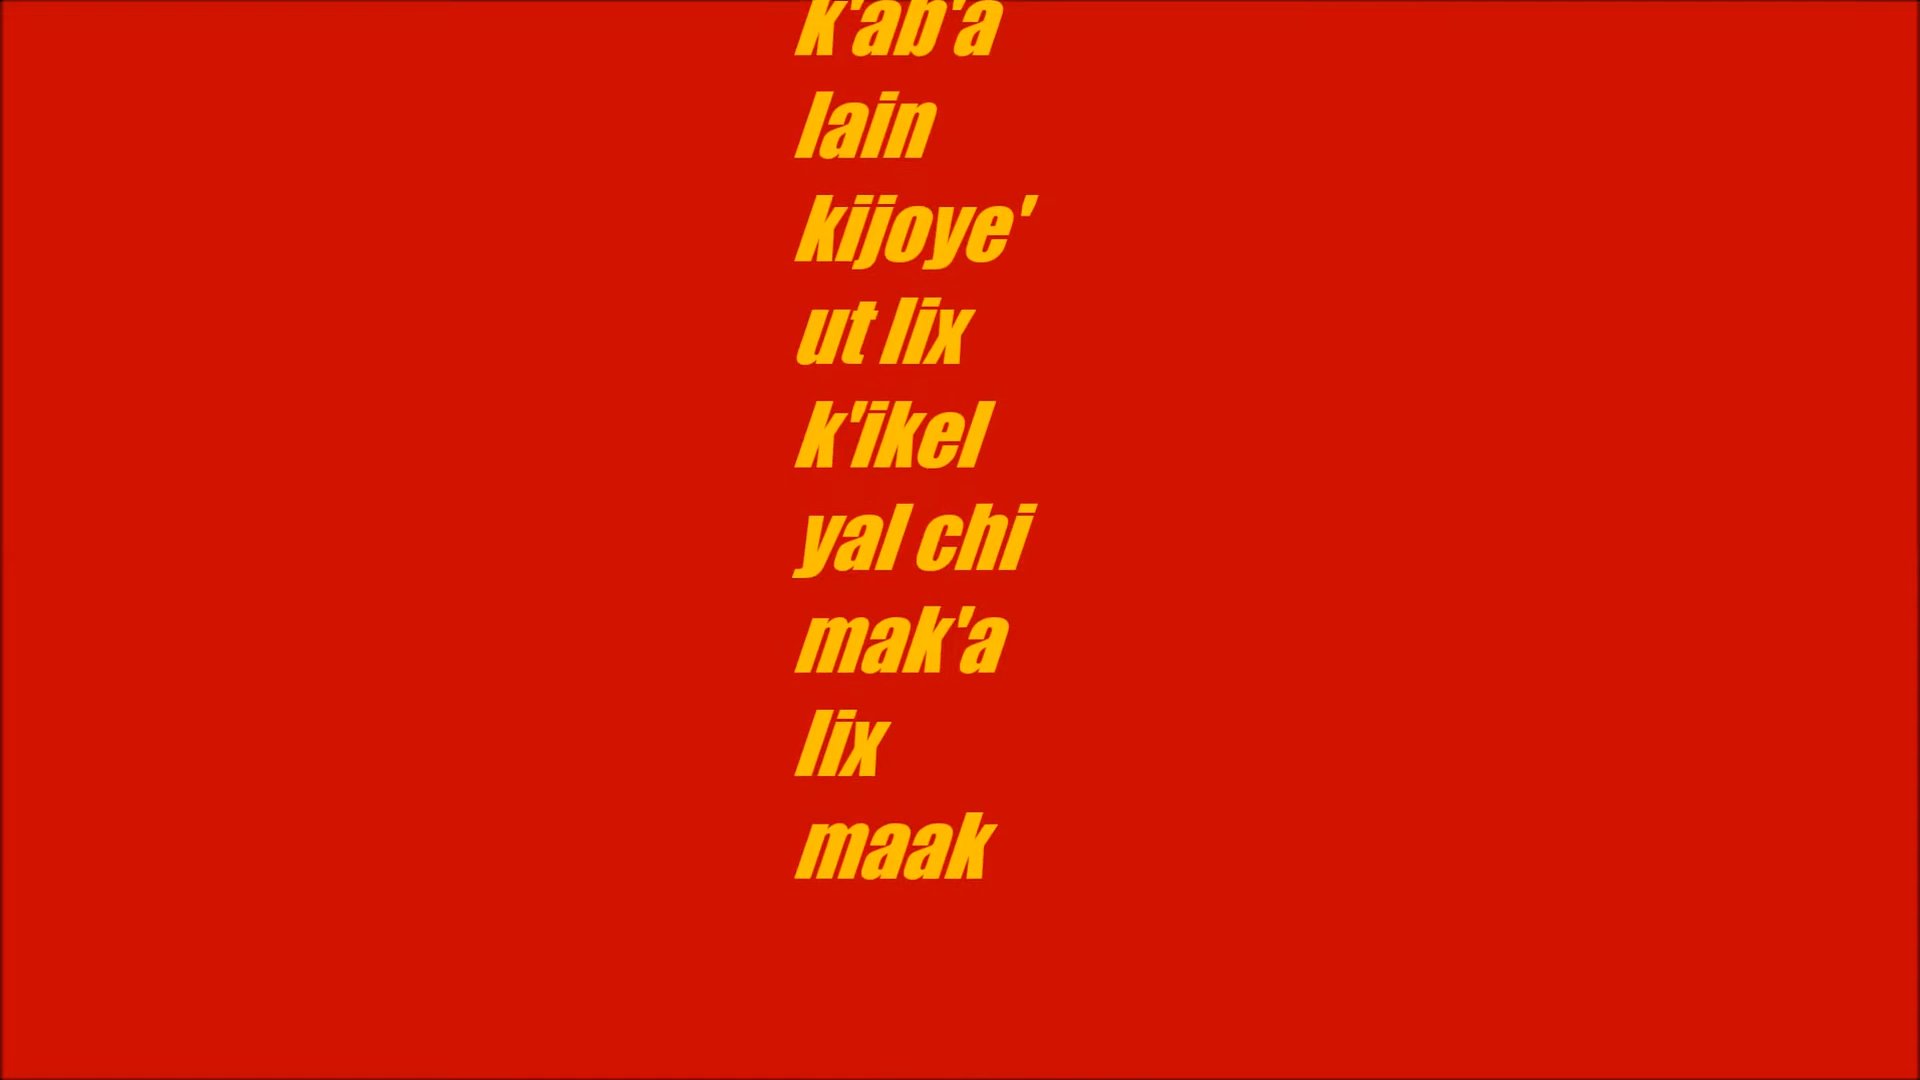 k'ab'a
lain
kijoye'
ut lix
k'ikel
yal chi
mak'a
lix
maak